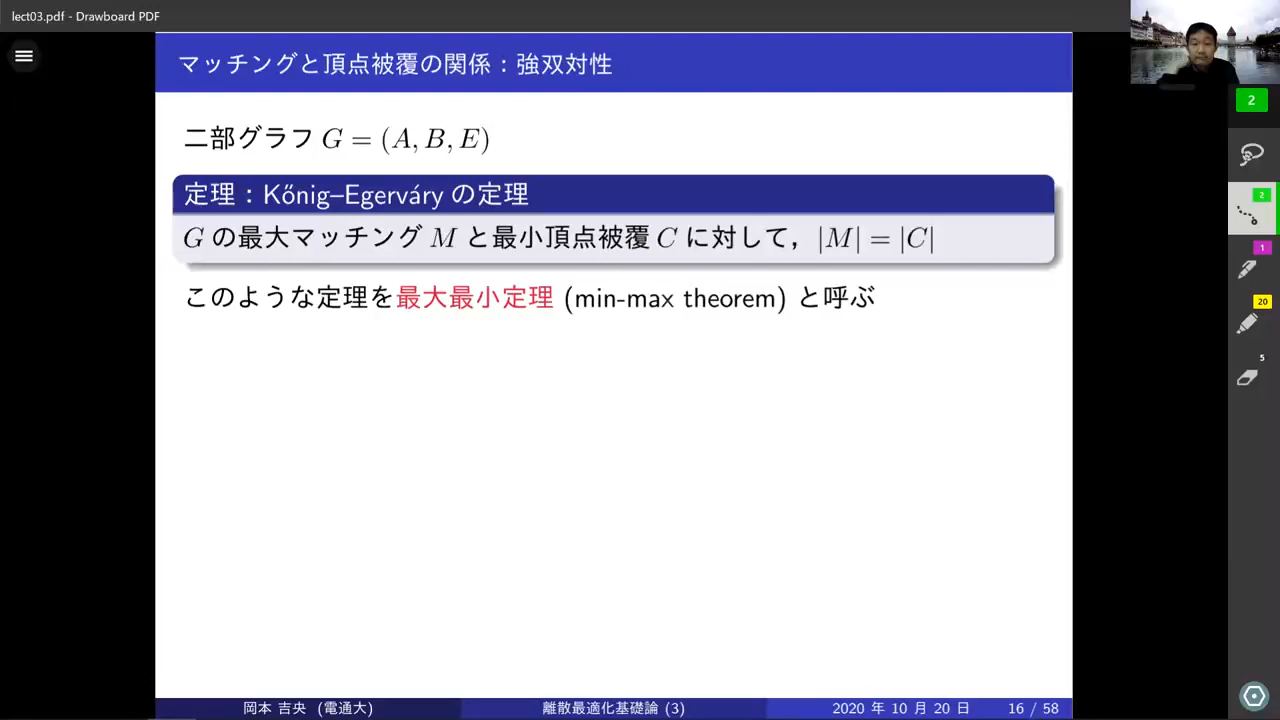 lect03.pdf - Drawboard PDF
マッチングと頂点被覆の関係：強双対性
2
二部グラフ G = (A, B, E)
定理：Kőnig–Egerváry の定理
G の最大マッチング M と最小頂点被覆 C に対して，|M| = |C|
このような定理を最大最小定理 (min-max theorem) と呼ぶ
2
1
20
5
岡本 吉央 (電通大) 離散最適化基礎論 (3) 2020 年 10 月 20 日 16 / 58